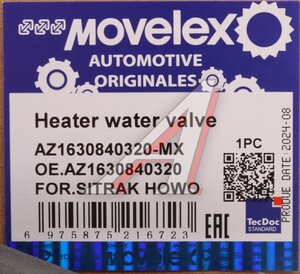 MOVELEX
AUTOMOTIVE
ORIGINALES
Heater water valve
AZ1630840320-MX
OE.AZ1630840320
FOR.SITRAK HOWO
1PC
PRODUCE DATE:2024-08
6 975875 216723
EAC
TecDoc
STANDARD